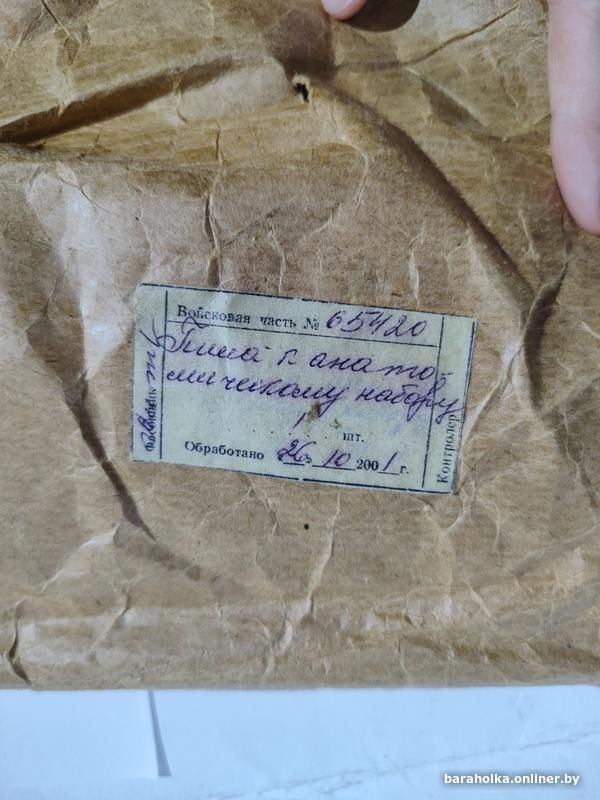 Войсковая часть № 65420
Пила к анато-
мическому набору
1 шт.
Обработано 26. 10 2001 г.
Контролер
baraholka.onliner.by